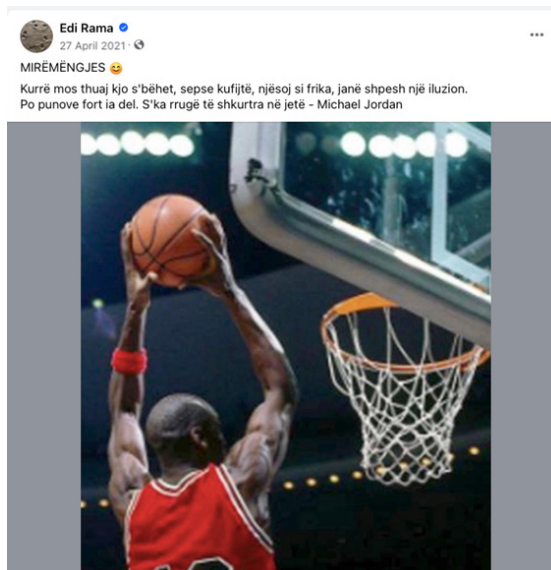 Edi Rama
27 April 2021 ·
MIRËMËNGJES 😊
Kurrë mos thuaj kjo s'bëhet, sepse kufijtë, njësoj si frika, janë shpesh një iluzion.
Po punove fort ia del. S'ka rrugë të shkurtra në jetë - Michael Jordan